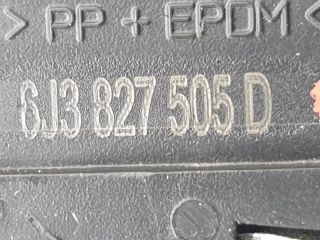 > PP + EPDM <
6J3 827 505 D